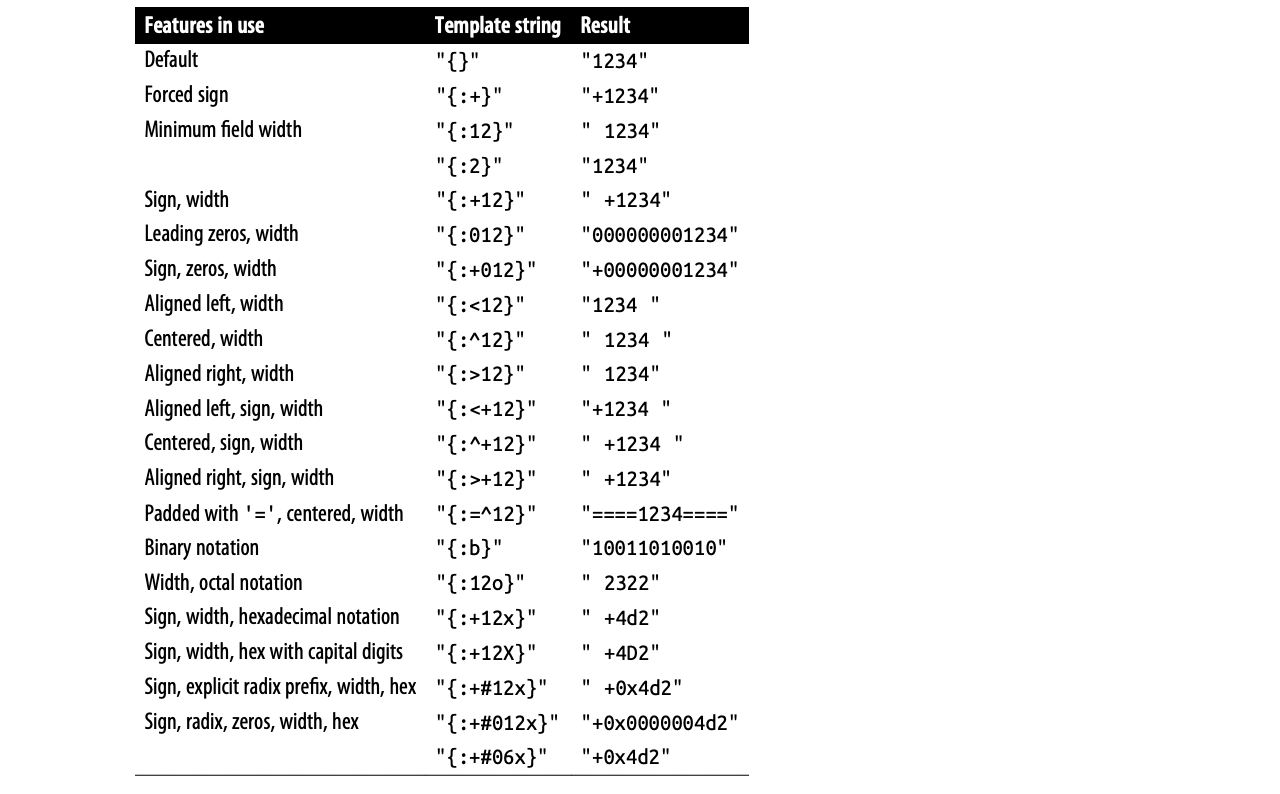 Features in use Template string Result
Default "{}" "1234"
Forced sign "{:+}" "+1234"
Minimum field width "{:12}" " 1234"
"{:2}" "1234"
Sign, width "{:+12}" " +1234"
Leading zeros, width "{:012}" "000000001234"
Sign, zeros, width "{:+012}" "+00000001234"
Aligned left, width "{:<12}" "1234 "
Centered, width "{:^12}" " 1234 "
Aligned right, width "{:>12}" " 1234"
Aligned left, sign, width "{:<+12}" "+1234 "
Centered, sign, width "{:^+12}" " +1234 "
Aligned right, sign, width "{:>+12}" " +1234"
Padded with '=', centered, width "{:=^12}" "====1234===="
Binary notation "{:b}" "10011010010"
Width, octal notation "{:12o}" " 2322"
Sign, width, hexadecimal notation "{:+12x}" " +4d2"
Sign, width, hex with capital digits "{:+12X}" " +4D2"
Sign, explicit radix prefix, width, hex "{:+#12x}" " +0x4d2"
Sign, radix, zeros, width, hex "{:+#012x}" "+0x0000004d2"
"{:+#06x}" "+0x4d2"